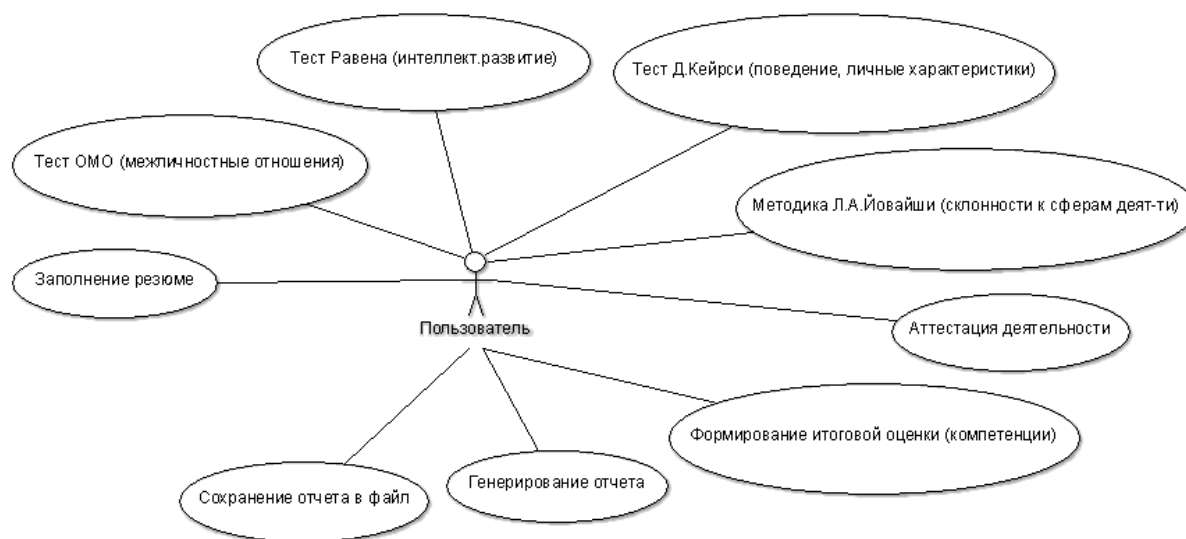 Тест Равена (интеллект.развитие)
Тест Д.Кейрси (поведение, личные характеристики)
Тест ОМО (межличностные отношения)
Методика Л.А.Йовайши (склонности к сферам деят-ти)
Заполнение резюме
Пользователь
Аттестация деятельности
Формирование итоговой оценки (компетенции)
Генерирование отчета
Сохранение отчета в файл